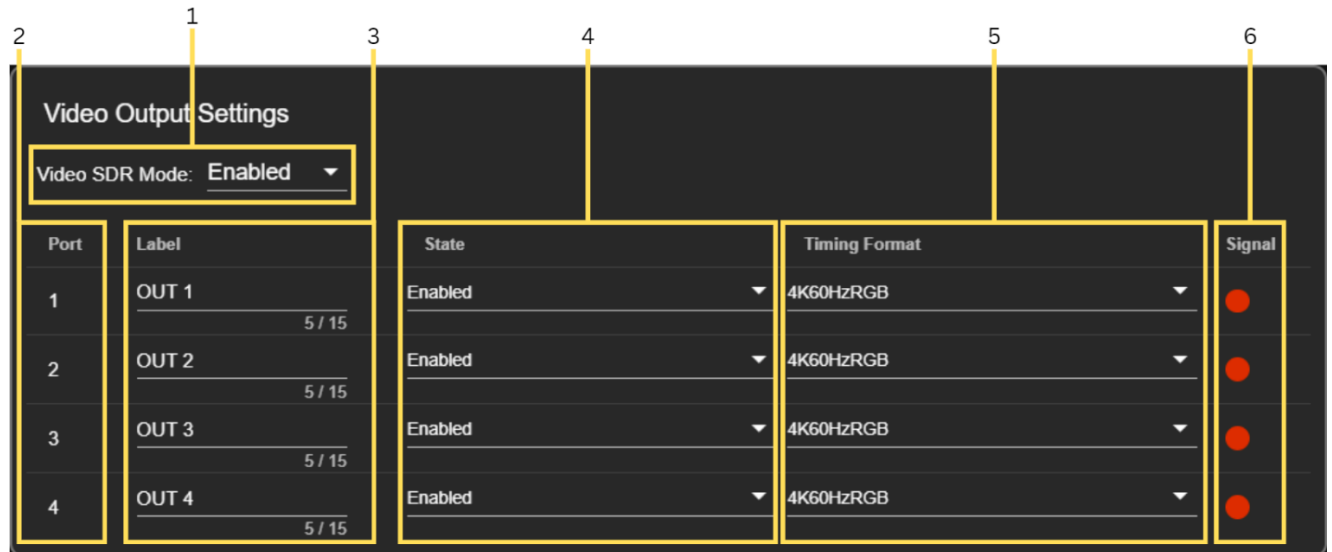 1
2 3 4 5 6
Video Output Settings
Video SDR Mode: Enabled
Port Label State Timing Format Signal
1 OUT 1 Enabled 4K60HzRGB
5 / 15
2 OUT 2 Enabled 4K60HzRGB
5 / 15
3 OUT 3 Enabled 4K60HzRGB
5 / 15
4 OUT 4 Enabled 4K60HzRGB
5 / 15